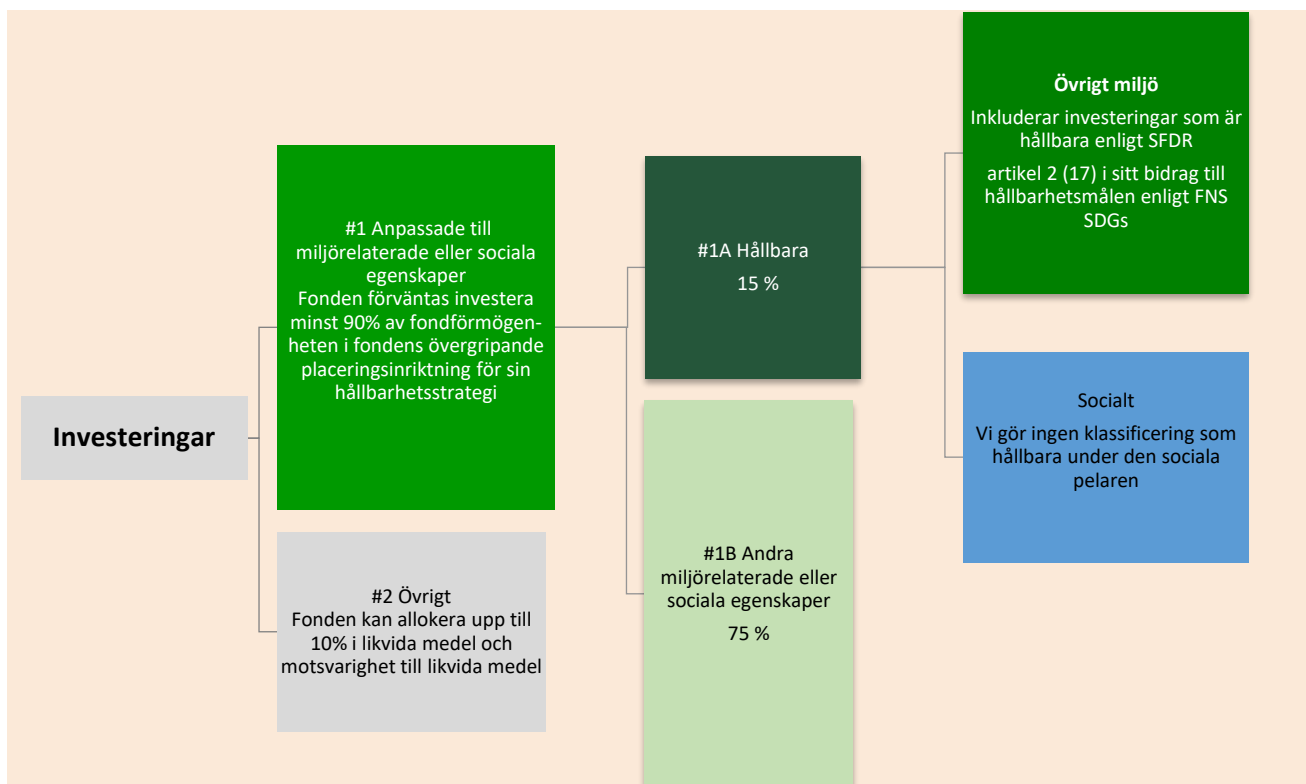 Investeringar
#1 Anpassade till
miljörelaterade eller sociala
egenskaper
Fonden förväntas investera
minst 90% av fondförmögen-
heten i fondens övergripande
placeringsinriktning för sin
hållbarhetsstrategi
#2 Övrigt
Fonden kan allokera upp till
10% i likvida medel och
motsvarighet till likvida medel
#1A Hållbara
15 %
#1B Andra
miljörelaterade eller
sociala egenskaper
75 %
Övrigt miljö
Inkluderar investeringar som är
hållbara enligt SFDR
artikel 2 (17) i sitt bidrag till
hållbarhetsmålen enligt FNS
SDGs
Socialt
Vi gör ingen klassificering som
hållbara under den sociala
pelaren